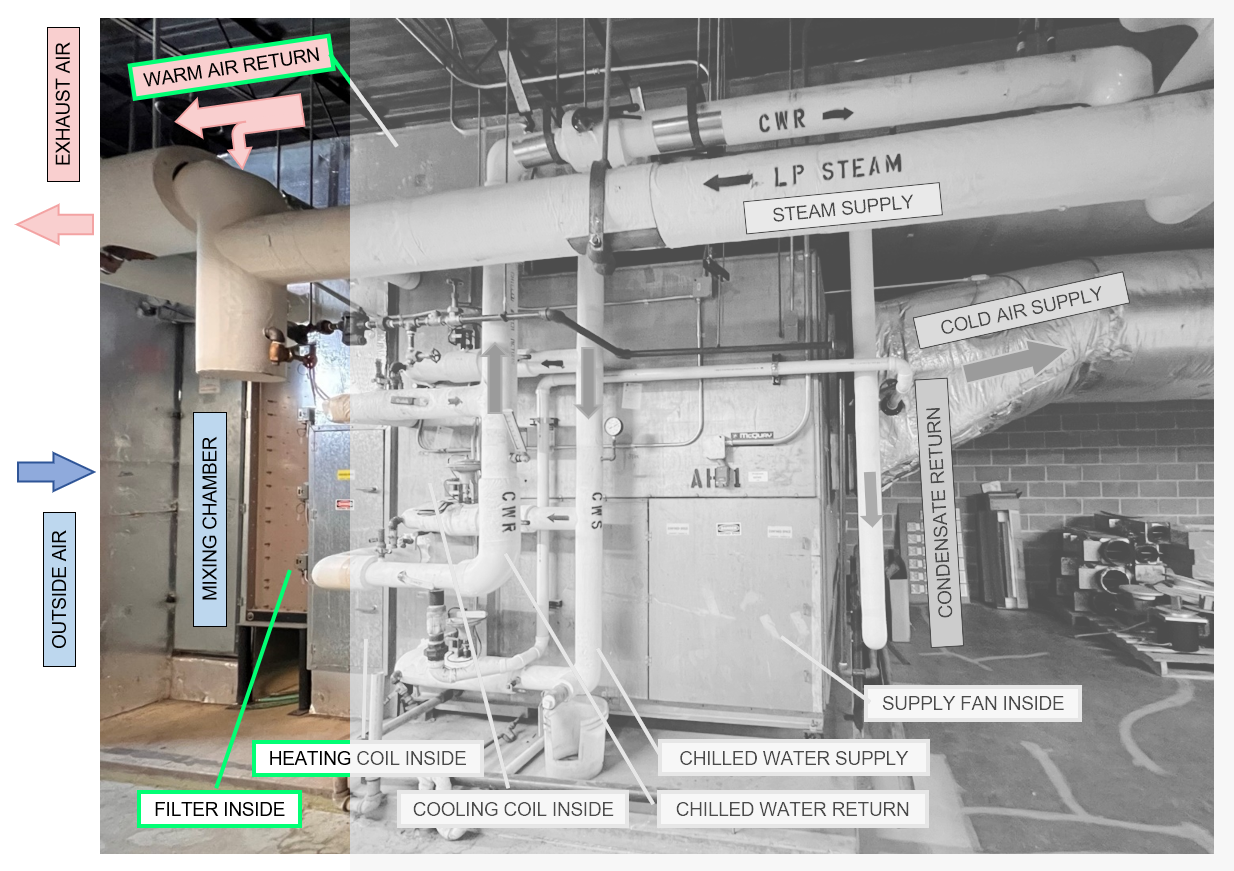 EXHAUST AIR
WARM AIR RETURN
CWR
LP STEAM
STEAM SUPPLY
COLD AIR SUPPLY
McQUAY
AH-1
MIXING CHAMBER
CWR
CWS
CONDENSATE RETURN
OUTSIDE AIR
SUPPLY FAN INSIDE
HEATING COIL INSIDE
CHILLED WATER SUPPLY
FILTER INSIDE
COOLING COIL INSIDE
CHILLED WATER RETURN